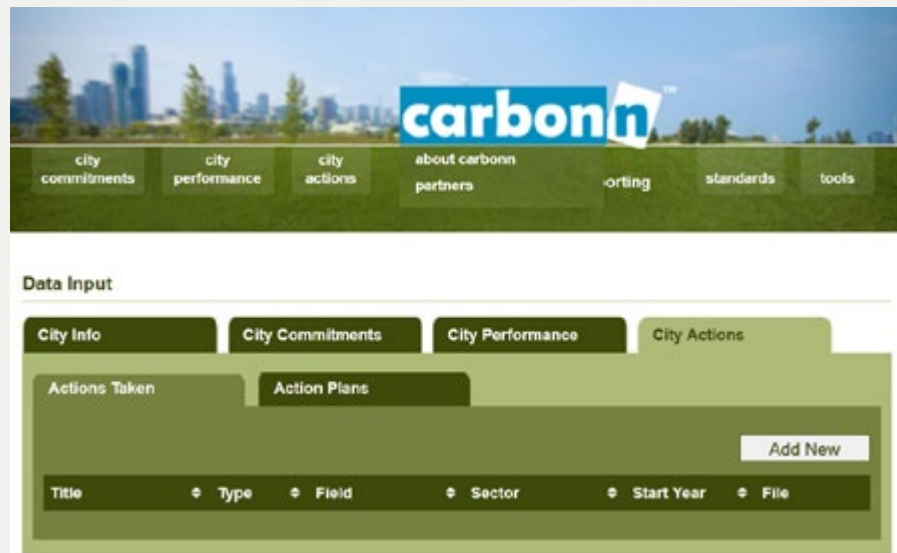 carbonn™
city commitments
city performance
city actions
about carbonn
partners
orting
standards
tools
Data Input
City Info City Commitments City Performance City Actions
Actions Taken Action Plans
Add New
Title Type Field Sector Start Year File